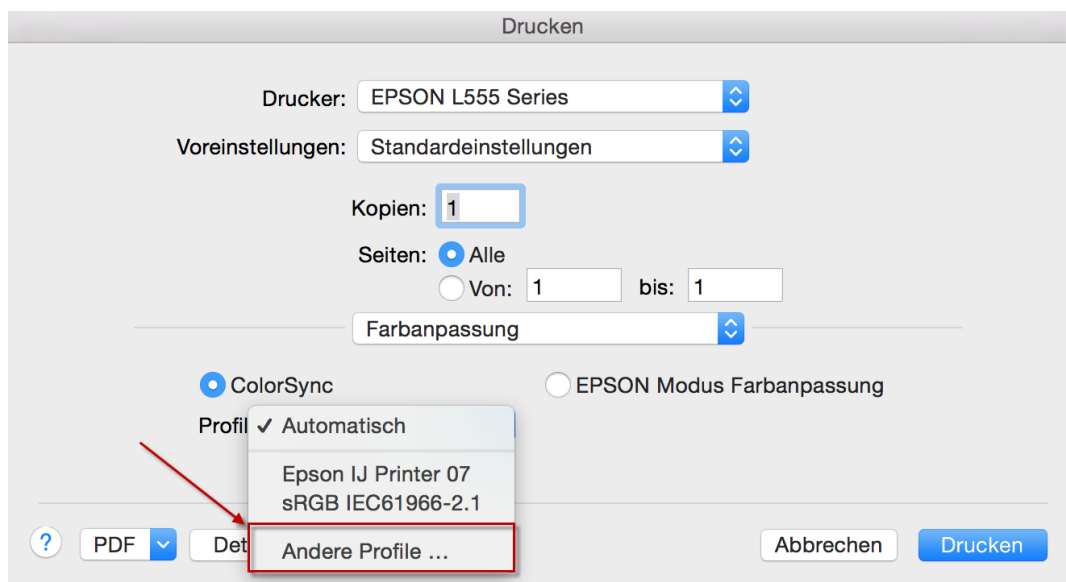 Drucken
Drucker: EPSON L555 Series
Voreinstellungen: Standardeinstellungen
Kopien: 1
Seiten: Alle
Von: 1 bis: 1
Farbanpassung
ColorSync EPSON Modus Farbanpassung
Profil ✓ Automatisch
Epson IJ Printer 07
sRGB IEC61966-2.1
Andere Profile ...
? PDF Det Abbrechen Drucken